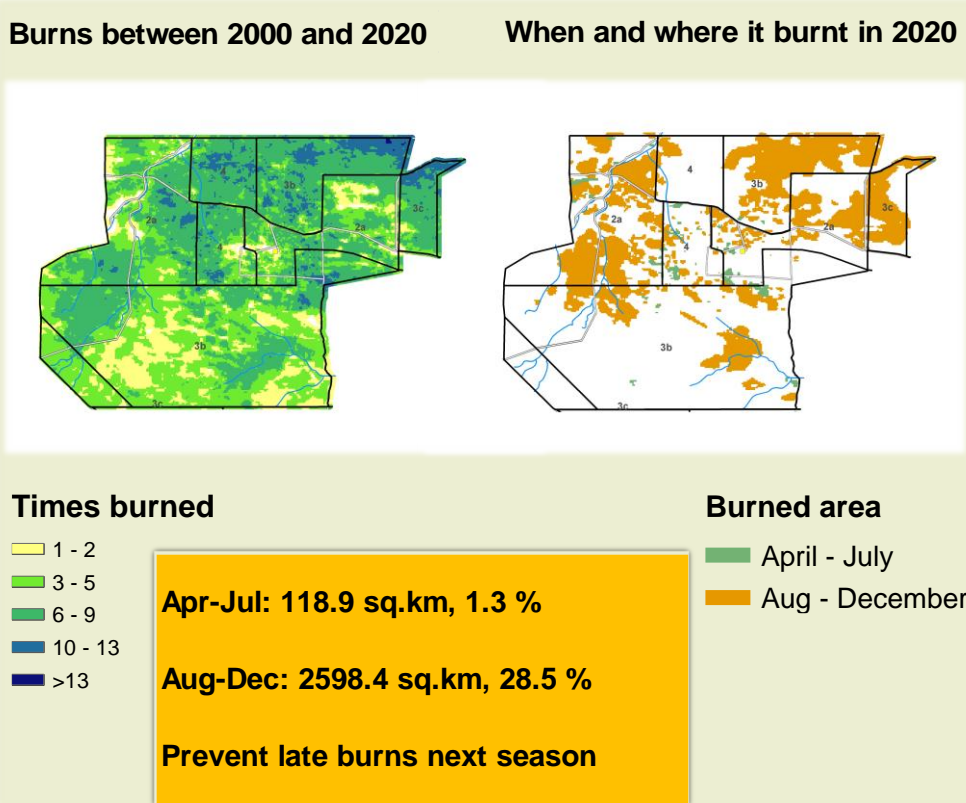 Burns between 2000 and 2020
When and where it burnt in 2020
4
3b
3c
2a
2a
4
3b
3c
4
3b
3c
2a
2a
4
3b
3c
Times burned
1 - 2
3 - 5
6 - 9
10 - 13
>13
Apr-Jul: 118.9 sq.km, 1.3 %
Aug-Dec: 2598.4 sq.km, 28.5 %
Prevent late burns next season
Burned area
April - July
Aug - December